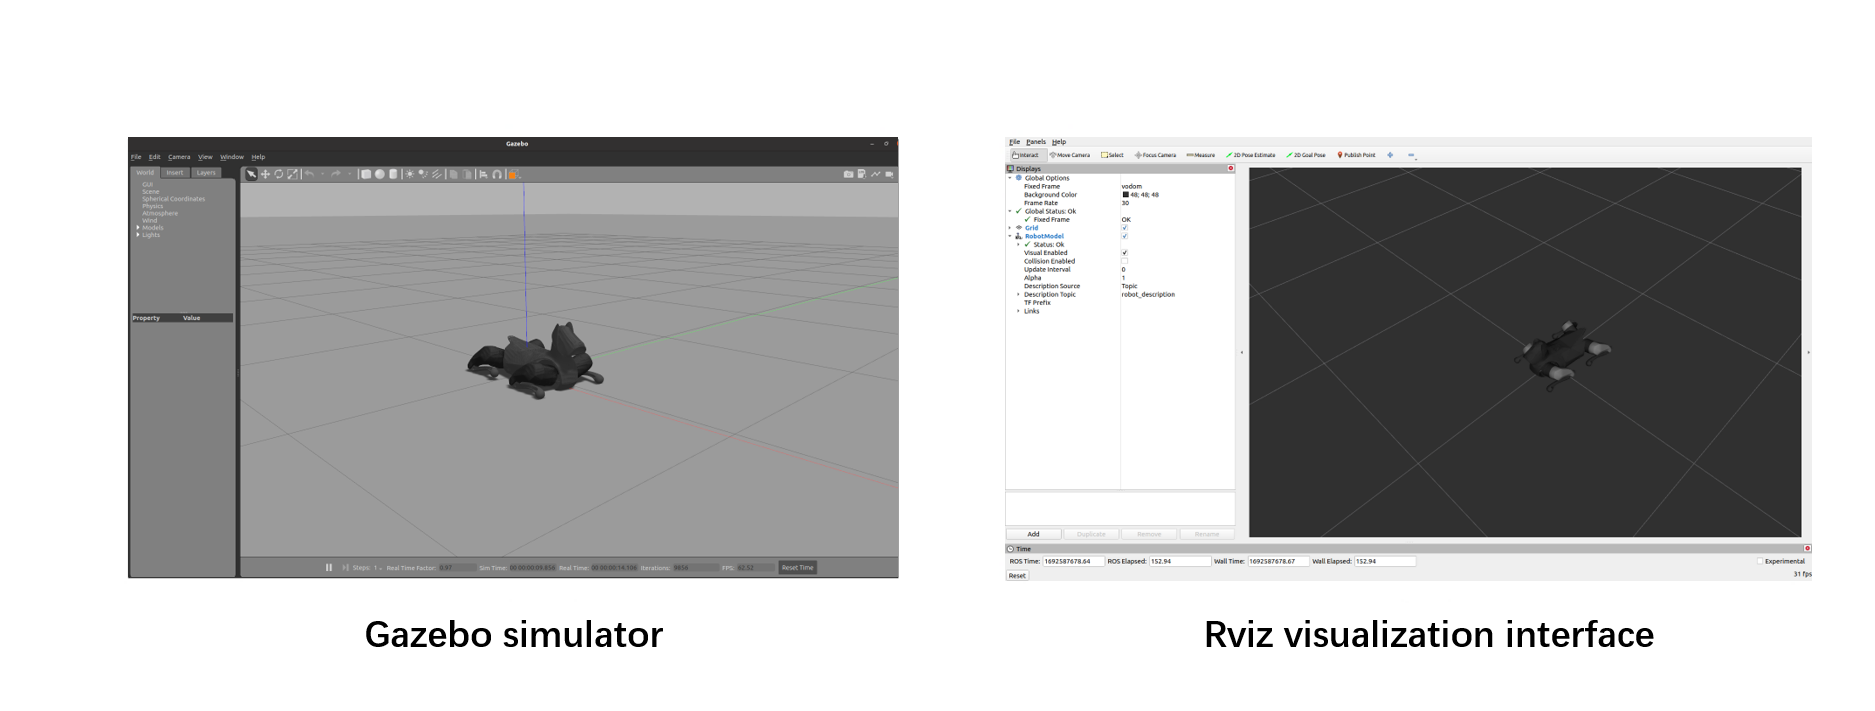 Gazebo
File Edit Camera View Window Help
World Insert Layers
GUI
Scene
Spherical Coordinates
Physics
Atmosphere
Wind
Models
Lights
Property Value
Steps: 1 Real Time Factor: 0.97 Sim Time: 00 00:00:09.856 Real Time: 00 00:00:14.106 Iterations: 9856 FPS: 62.52 Reset Time
Gazebo simulator
File Panels Help
Interact Move Camera Select Focus Camera Measure 2D Pose Estimate 2D Goal Pose Publish Point
Displays
Global Options
Fixed Frame vodom
Background Color 48; 48; 48
Frame Rate 30
Global Status: Ok
Fixed Frame OK
Grid
RobotModel
Status: Ok
Visual Enabled
Collision Enabled
Update Interval 0
Alpha 1
Description Source Topic
Description Topic robot_description
TF Prefix
Links
Add Duplicate Remove Rename
Time
ROS Time: 1692587678.64 ROS Elapsed: 152.94 Wall Time: 1692587678.67 Wall Elapsed: 152.94 Experimental
Reset 31 fps
Rviz visualization interface